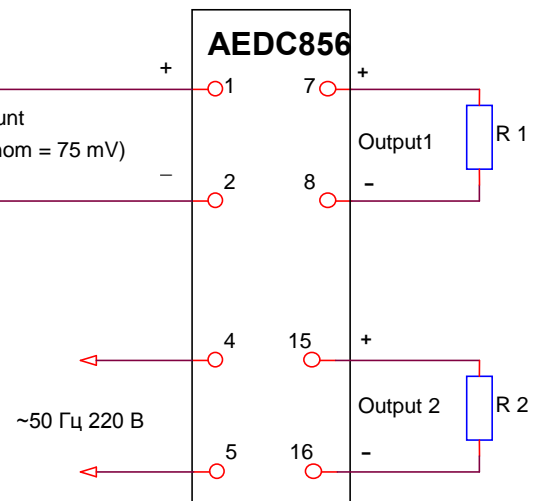 AEDC856
+
1
7
+
unt
nom = 75 mV)
Output1
R 1
–
2
8
-
4
15
+
~50 Гц 220 В
Output 2
R 2
5
16
-